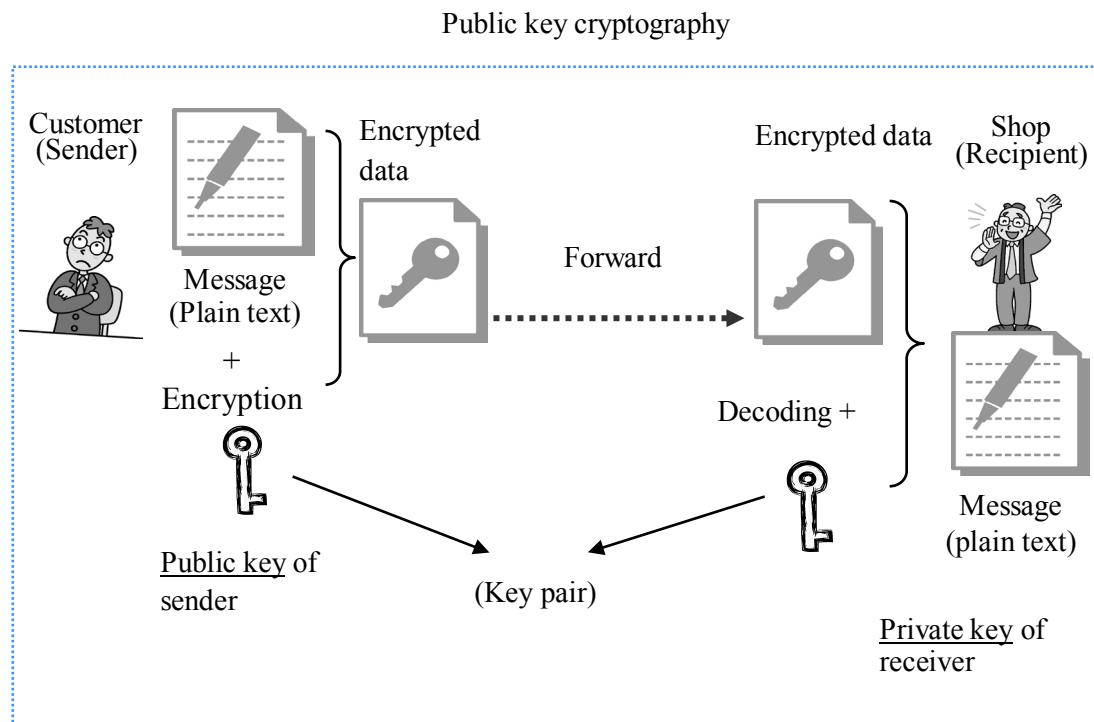 Public key cryptography
Customer
(Sender)
Message
(Plain text)
+
Encryption
Public key of
sender
Encrypted
data
Forward
(Key pair)
Encrypted data
Decoding +
Shop
(Recipient)
Message
(plain text)
Private key of
receiver